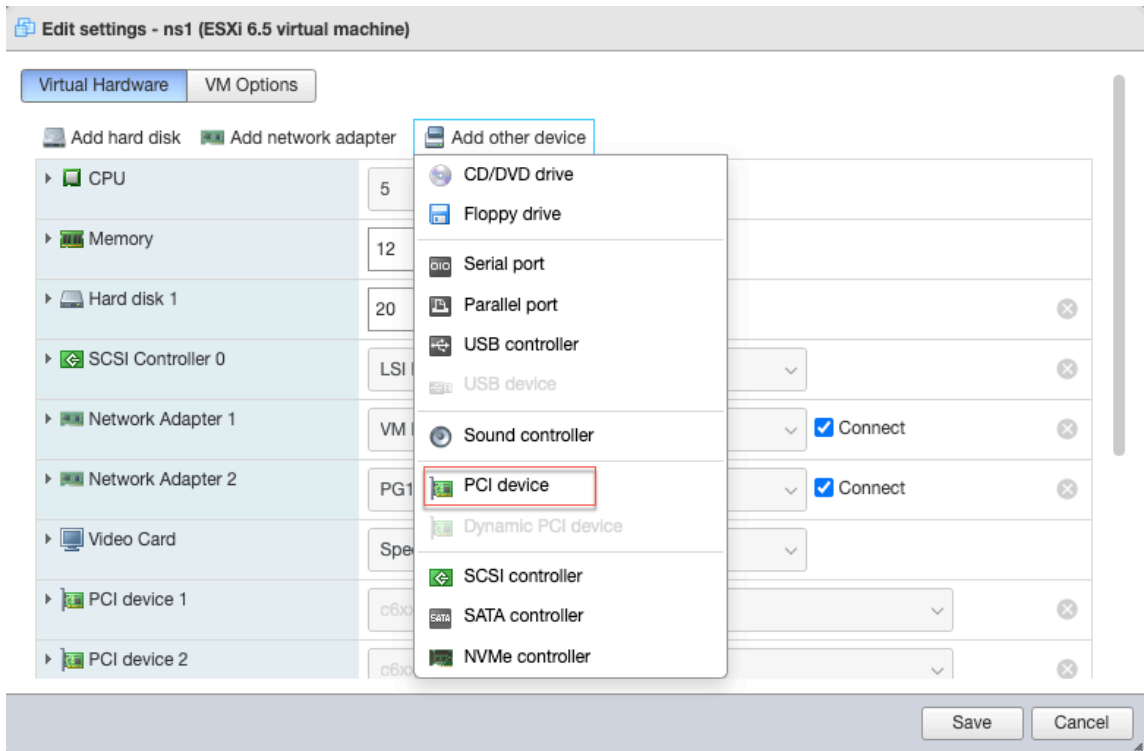 Edit settings - ns1 (ESXi 6.5 virtual machine)
Virtual Hardware VM Options
Add hard disk Add network adapter Add other device
CPU 5
Memory 12
Hard disk 1 20
SCSI Controller 0 LSI
Network Adapter 1 VM Connect
Network Adapter 2 PG1 Connect
Video Card Spe
PCI device 1 c6xx
PCI device 2 c6xx
CD/DVD drive
Floppy drive
Serial port
Parallel port
USB controller
USB device
Sound controller
PCI device
Dynamic PCI device
SCSI controller
SATA controller
NVMe controller
Save Cancel